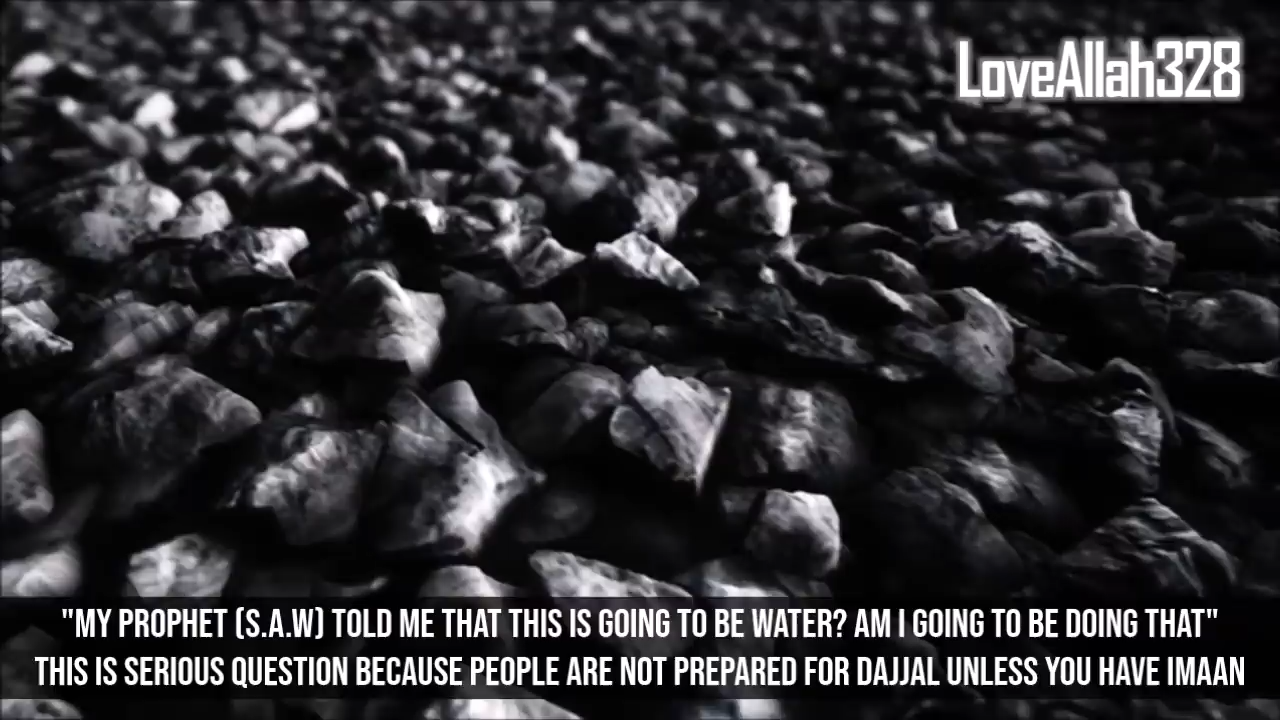 LoveAllah328
"MY PROPHET (S.A.W) TOLD ME THAT THIS IS GOING TO BE WATER? AM I GOING TO BE DOING THAT"
THIS IS SERIOUS QUESTION BECAUSE PEOPLE ARE NOT PREPARED FOR DAJJAL UNLESS YOU HAVE IMAAN